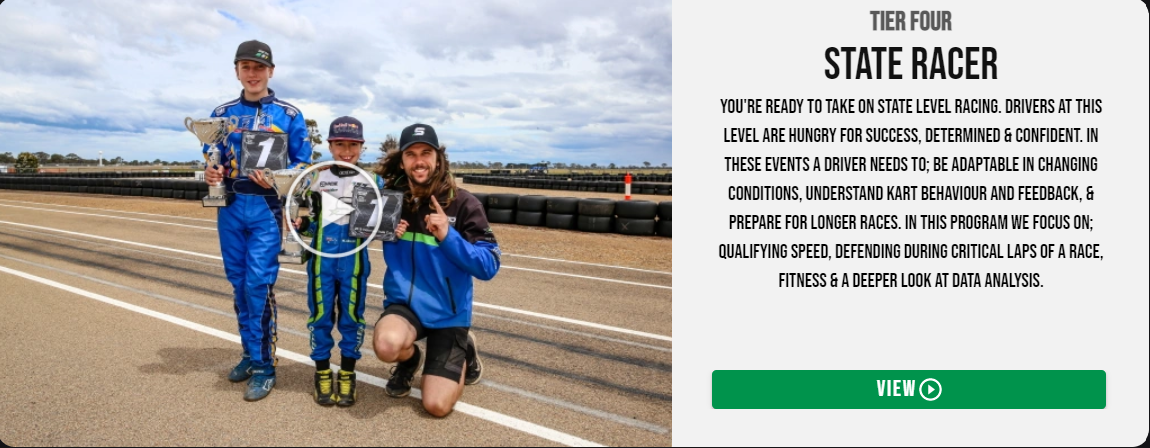 TIER FOUR
STATE RACER
YOU'RE READY TO TAKE ON STATE LEVEL RACING. DRIVERS AT THIS
LEVEL ARE HUNGRY FOR SUCCESS, DETERMINED & CONFIDENT. IN
THESE EVENTS A DRIVER NEEDS TO; BE ADAPTABLE IN CHANGING
CONDITIONS, UNDERSTAND KART BEHAVIOUR AND FEEDBACK, &
PREPARE FOR LONGER RACES. IN THIS PROGRAM WE FOCUS ON;
QUALIFYING SPEED, DEFENDING DURING CRITICAL LAPS OF A RACE,
FITNESS & A DEEPER LOOK AT DATA ANALYSIS.
VIEW
1
1
S